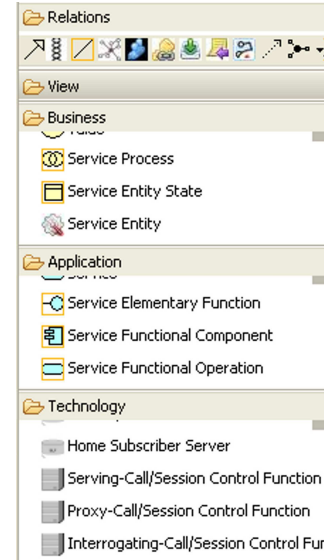 Relations
View
Business
Service Process
Service Entity State
Service Entity
Application
Service Elementary Function
Service Functional Component
Service Functional Operation
Technology
Home Subscriber Server
Serving-Call/Session Control Function
Proxy-Call/Session Control Function
Interrogating-Call/Session Control